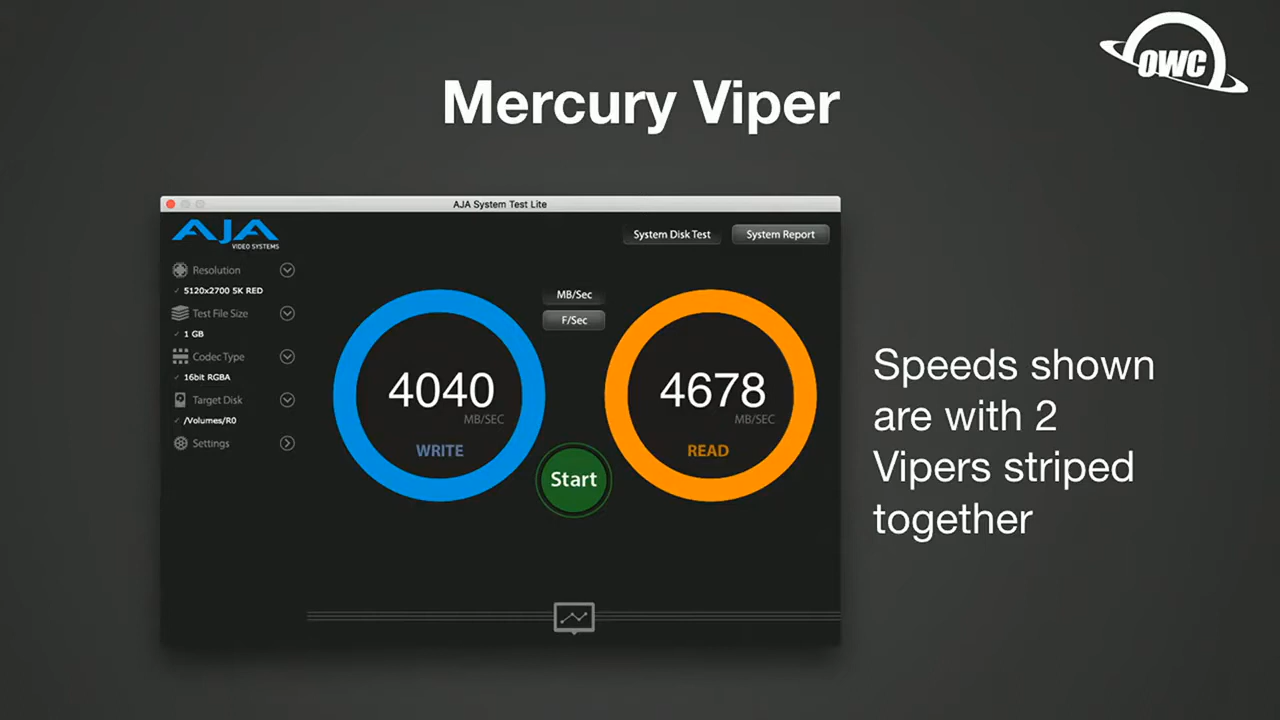 OWC
Mercury Viper
AJA System Test Lite
AJA
VIDEO SYSTEMS
System Disk Test
System Report
Resolution
✓ 5120x2700 5K RED
Test File Size
✓ 1 GB
Codec Type
✓ 16bit RGBA
Target Disk
✓ /Volumes/R0
Settings
MB/Sec
F/Sec
4040
MB/SEC
WRITE
4678
MB/SEC
READ
Start
Speeds shown
are with 2
Vipers striped
together